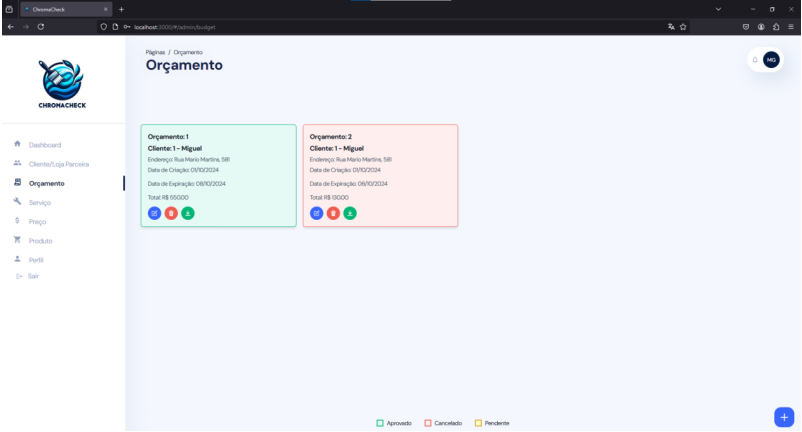 ChromaCheck
localhost:3000/#/admin/budget
CHROMACHECK
Dashboard
Cliente/Loja Parceira
Orçamento
Serviço
Preço
Produto
Perfil
Sair
Páginas / Orçamento
Orçamento
MG
Orçamento: 1
Cliente: 1 - Miguel
Endereço: Rua Mario Martins, 581
Data de Criação: 01/10/2024
Data de Expiração: 08/10/2024
Total: R$ 550.00
Orçamento: 2
Cliente: 1 - Miguel
Endereço: Rua Mario Martins, 581
Data de Criação: 01/10/2024
Data de Expiração: 08/10/2024
Total: R$ 130.00
Aprovado
Cancelado
Pendente